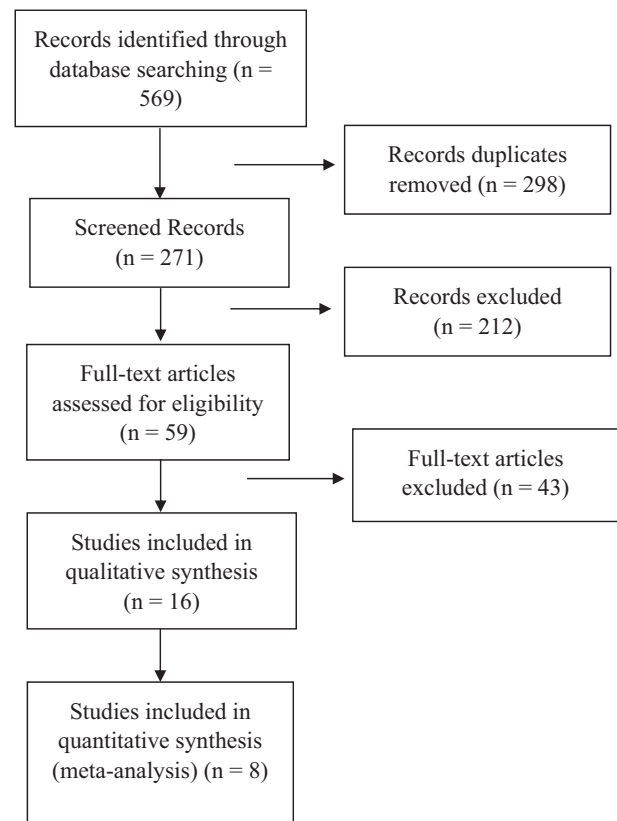 Records identified through
database searching (n =
569)
Records duplicates
removed (n = 298)
Screened Records
(n = 271)
Records excluded
(n = 212)
Full-text articles
assessed for eligibility
(n = 59)
Full-text articles
excluded (n = 43)
Studies included in
qualitative synthesis
(n = 16)
Studies included in
quantitative synthesis
(meta-analysis) (n = 8)